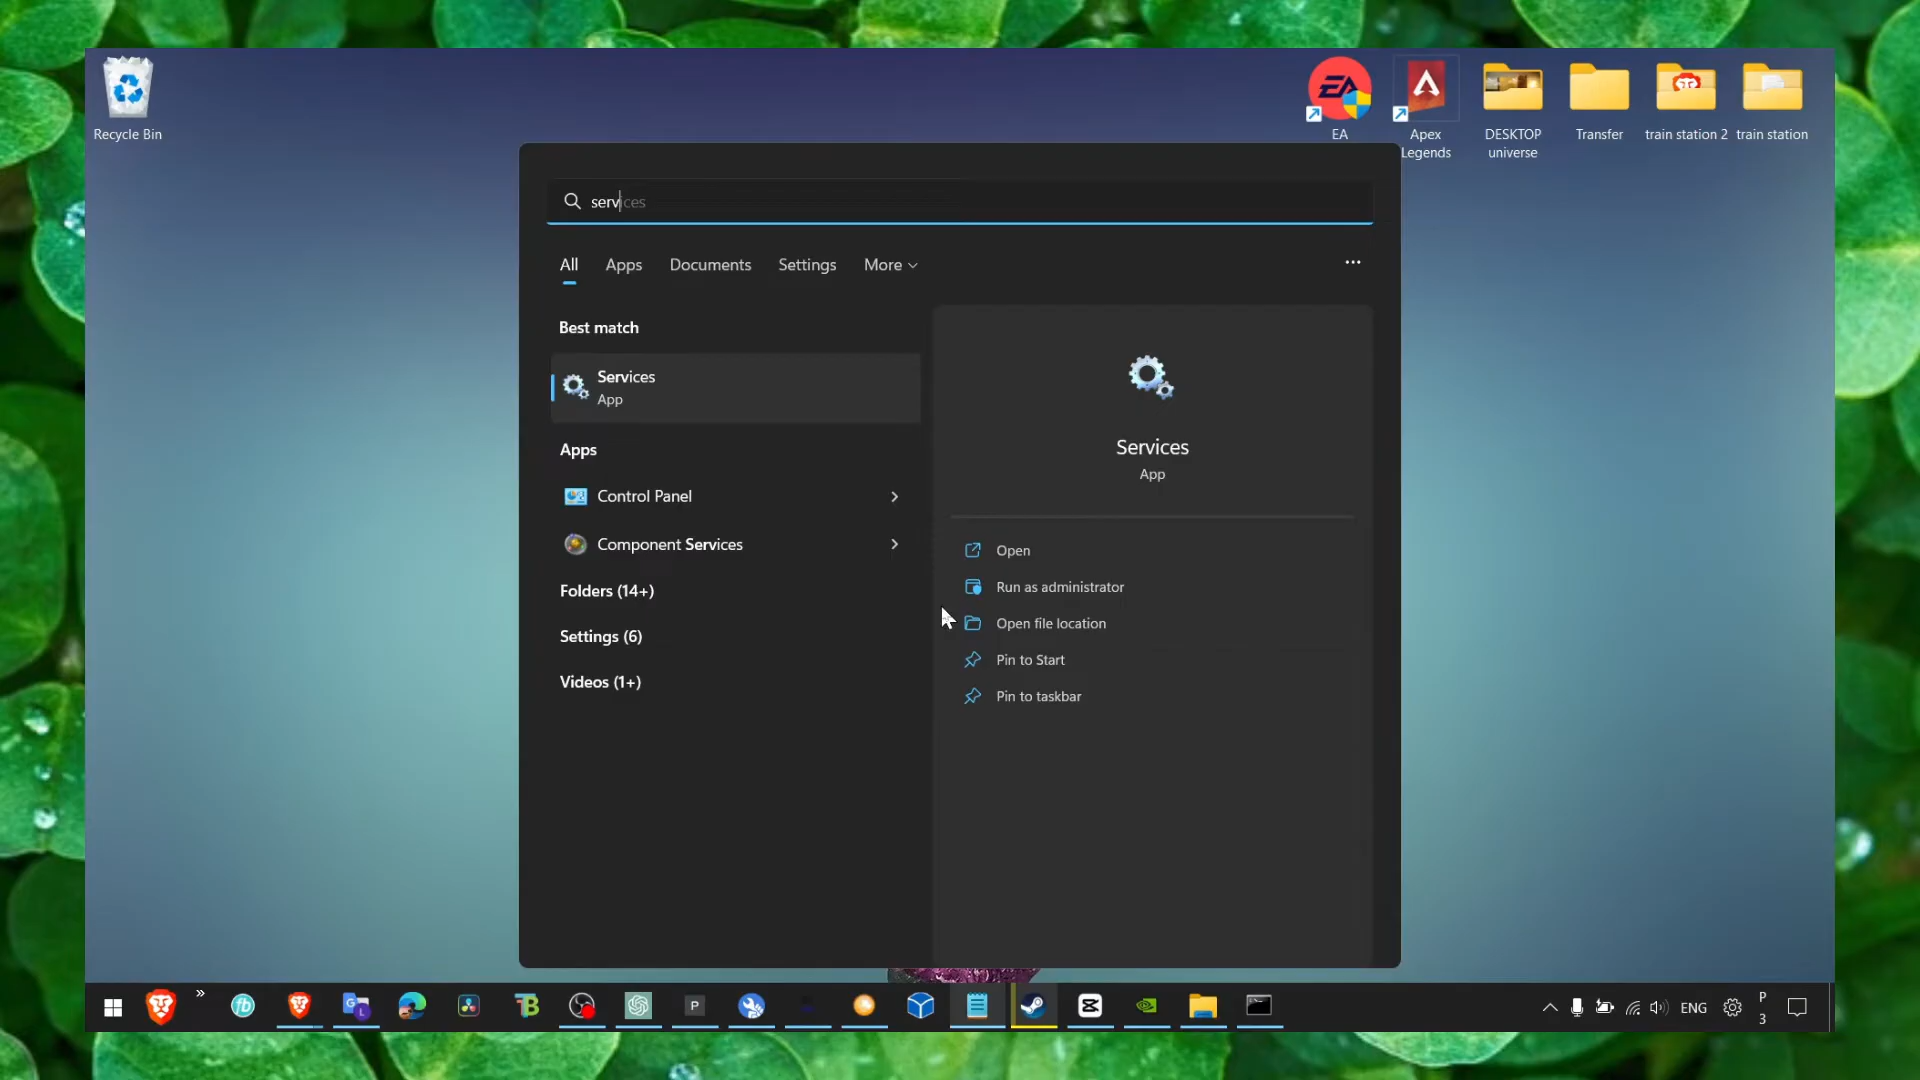 Recycle Bin
EA
Apex
Legends
DESKTOP
universe
Transfer
train station 2
train station
services
All
Apps
Documents
Settings
More
Best match
Services
App
Apps
Control Panel
Component Services
Folders (14+)
Settings (6)
Videos (1+)
Services
App
Open
Run as administrator
Open file location
Pin to Start
Pin to taskbar
ENG
P
3